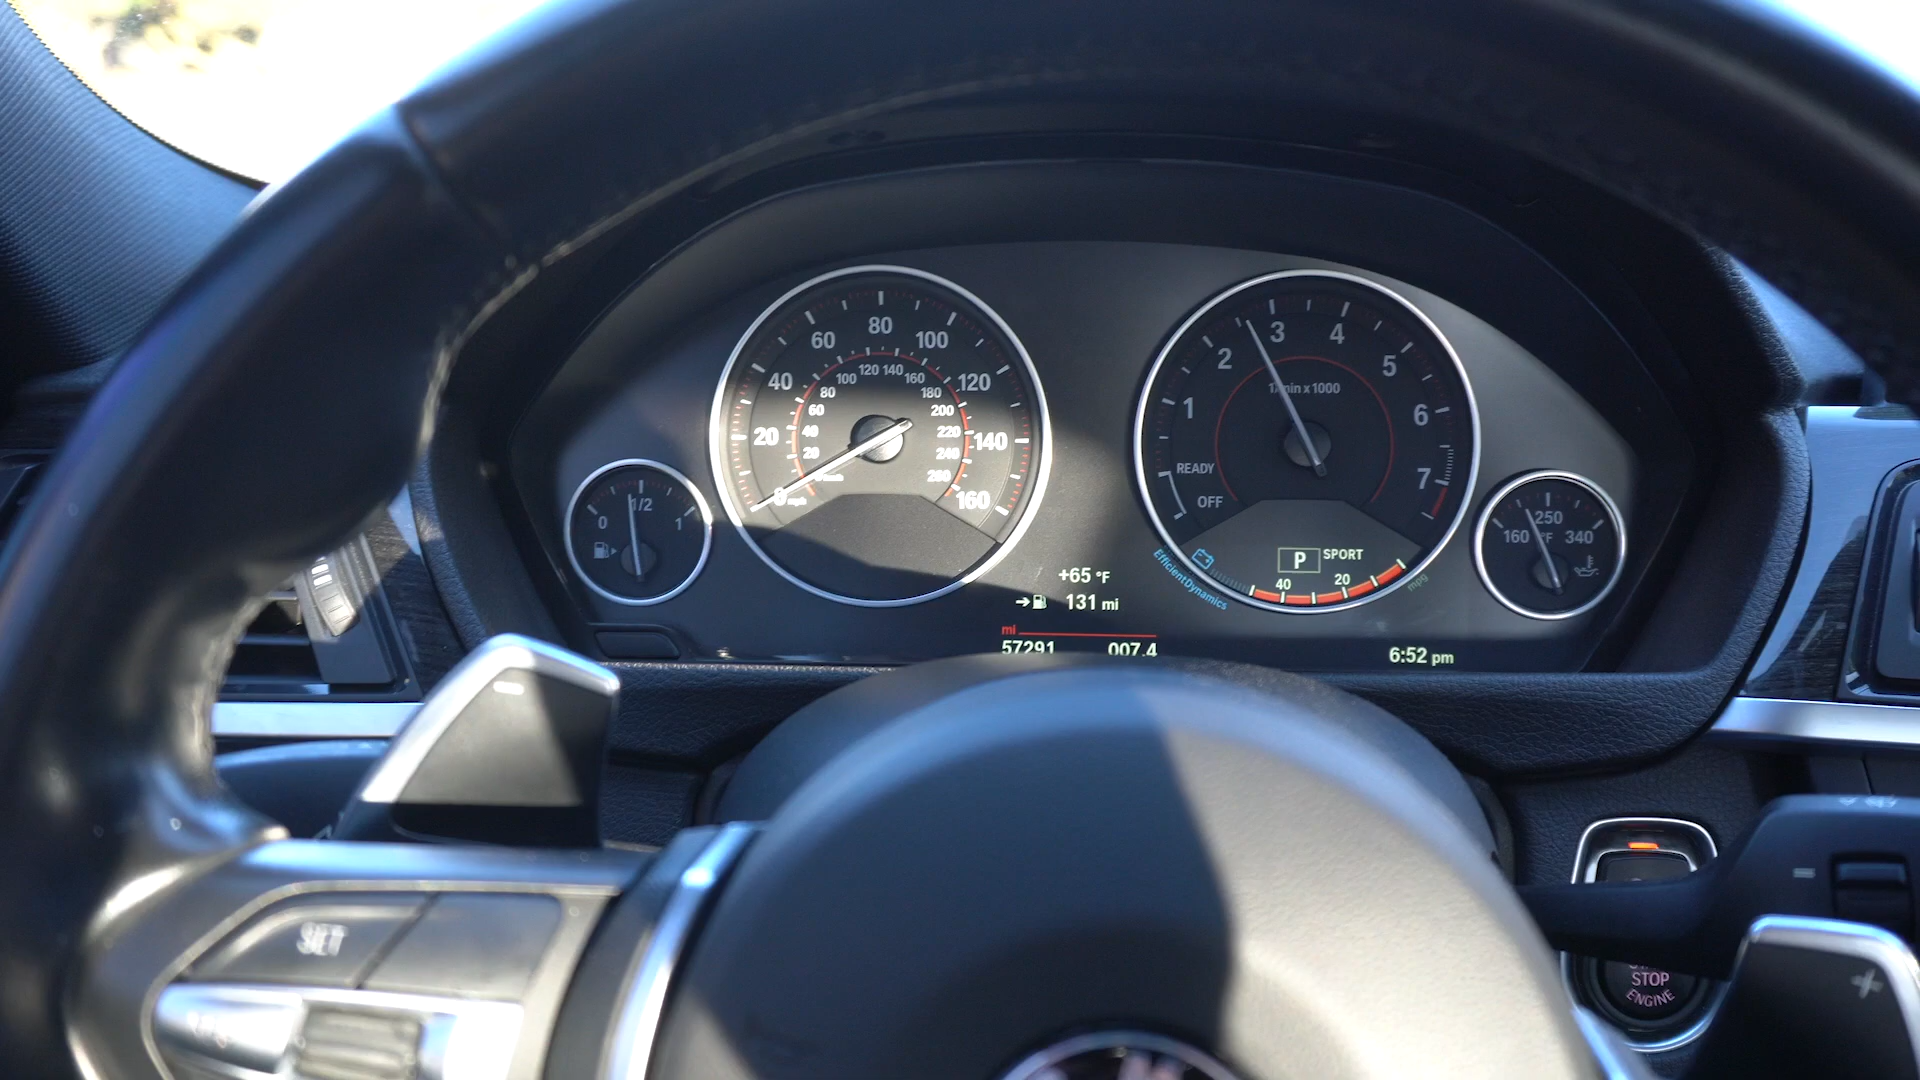 0 1/2 1
0 20 40 60 80 100 120 140 160
mph
20 40 60 80 100 120 140 160 180 200 220 240 260
1 2 3 4 5 6 7
1/min x 1000
READY
OFF
P SPORT
40 20
mpg
EfficientDynamics
160 250 340
°F
+65 °F
131 mi
mi
57291 007.4
6:52 pm
SET
STOP
ENGINE